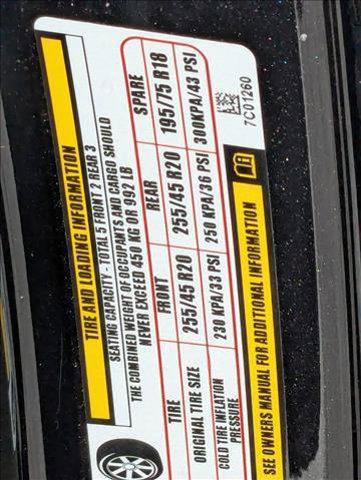 TIRE AND LOADING INFORMATION
SEATING CAPACITY - TOTAL 5 FRONT 2 REAR 3
THE COMBINED WEIGHT OF OCCUPANTS AND CARGO SHOULD
NEVER EXCEED 450 KG OR 992 LB
TIRE FRONT REAR SPARE
ORIGINAL TIRE SIZE 255/45 R20 255/45 R20 195/75 R18
COLD TIRE INFLATION PRESSURE 230 KPA/33 PSI 250 KPA/36 PSI 300KPA/43 PSI
SEE OWNERS MANUAL FOR ADDITIONAL INFORMATION
7C01260